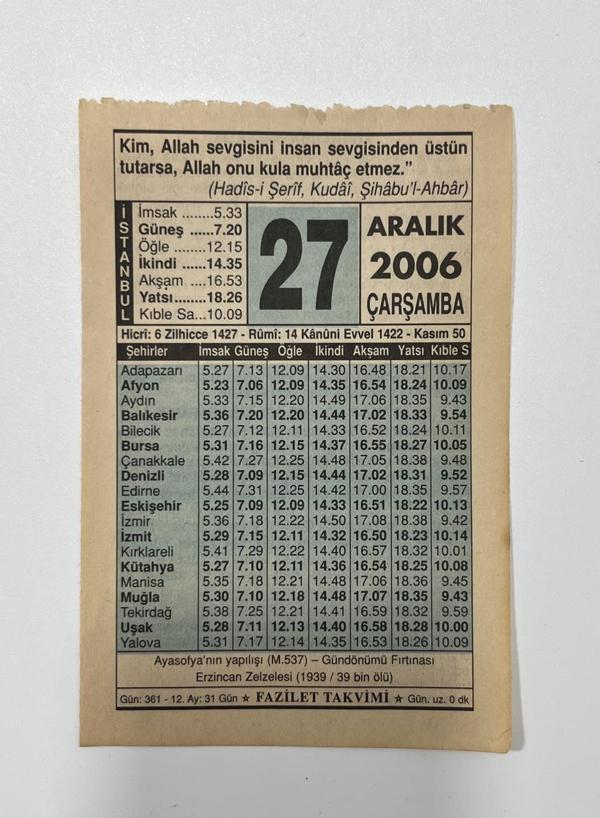 Kim, Allah sevgisini insan sevgisinden üstün
tutarsa, Allah onu kula muhtâç etmez."
(Hadîs-i Şerîf, Kudâî, Şihâbu'l-Ahbâr)
İSTANBUL
İmsak ........5.33
Güneş ......7.20
Öğle ........12.15
İkindi ......14.35
Akşam ....16.53
Yatsı........18.26
Kıble Sa...10.09
27
ARALIK
2006
ÇARŞAMBA
Hicrî: 6 Zilhicce 1427 - Rûmî: 14 Kânûni Evvel 1422 - Kasım 50
Şehirler İmsak Güneş Öğle İkindi Akşam Yatsı Kıble S
Adapazarı 5.27 7.13 12.09 14.30 16.48 18.21 10.17
Afyon 5.23 7.06 12.09 14.35 16.54 18.24 10.09
Aydın 5.33 7.15 12.20 14.49 17.06 18.35 9.43
Balıkesir 5.36 7.20 12.20 14.44 17.02 18.33 9.54
Bilecik 5.27 7.12 12.11 14.33 16.52 18.24 10.11
Bursa 5.31 7.16 12.15 14.37 16.55 18.27 10.05
Çanakkale 5.42 7.27 12.25 14.48 17.05 18.38 9.48
Denizli 5.28 7.09 12.15 14.44 17.02 18.31 9.52
Edirne 5.44 7.31 12.25 14.42 17.00 18.35 9.57
Eskişehir 5.25 7.09 12.09 14.33 16.51 18.22 10.13
İzmir 5.36 7.18 12.22 14.50 17.08 18.38 9.42
İzmit 5.29 7.15 12.11 14.32 16.50 18.23 10.14
Kırklareli 5.41 7.29 12.22 14.40 16.57 18.32 10.01
Kütahya 5.27 7.10 12.11 14.36 16.54 18.25 10.08
Manisa 5.35 7.18 12.21 14.48 17.06 18.36 9.45
Muğla 5.30 7.10 12.18 14.48 17.07 18.35 9.43
Tekirdağ 5.38 7.25 12.21 14.41 16.59 18.32 9.59
Uşak 5.28 7.11 12.13 14.40 16.58 18.28 10.00
Yalova 5.31 7.17 12.14 14.35 16.53 18.26 10.09
Ayasofya'nın yapılışı (M.537) – Gündönümü Fırtınası
Erzincan Zelzelesi (1939 / 39 bin ölü)
Gün: 361 - 12. Ay: 31 Gün ★ FAZİLET TAKVİMİ ★ Gün. uz. 0 dk